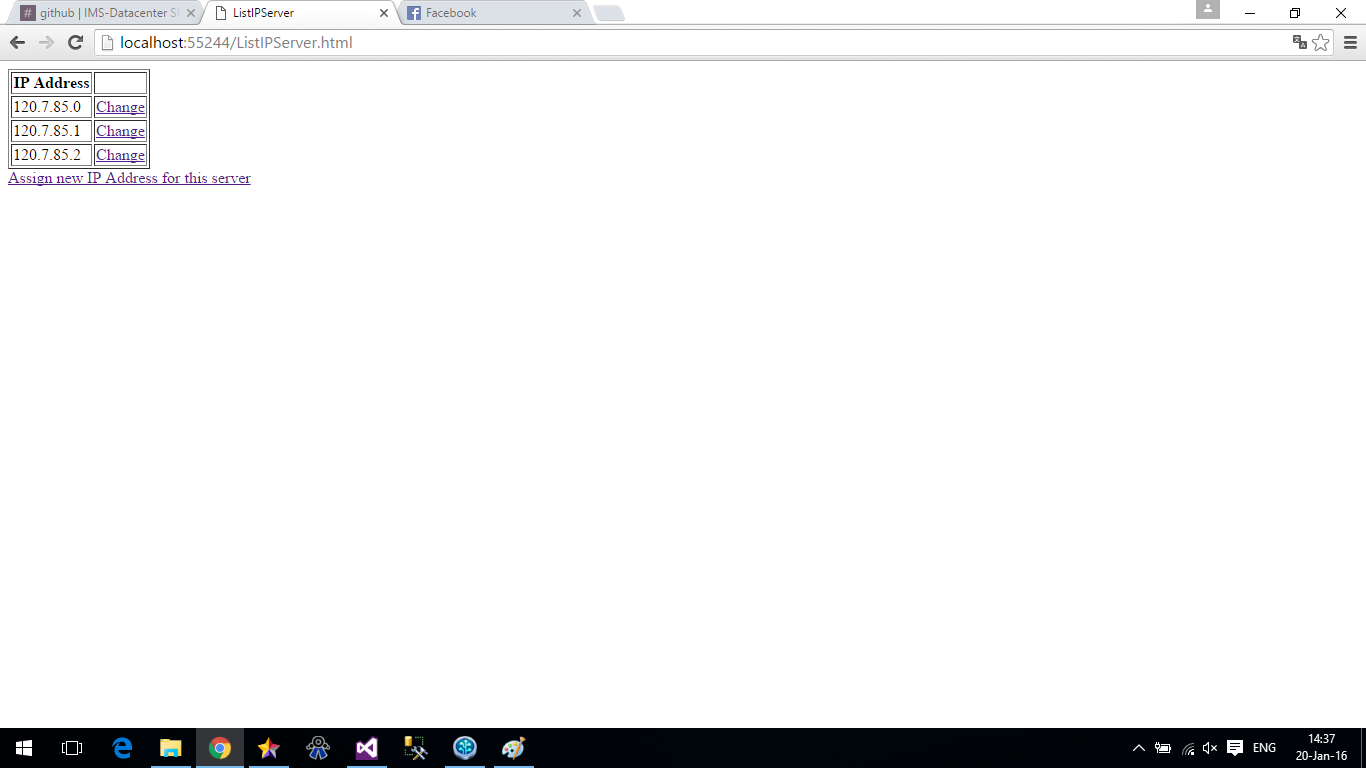 github | IMS-Datacenter
ListIPServer
Facebook
localhost:55244/ListIPServer.html
IP Address
120.7.85.0 Change
120.7.85.1 Change
120.7.85.2 Change
Assign new IP Address for this server
ENG
14:37
20-Jan-16